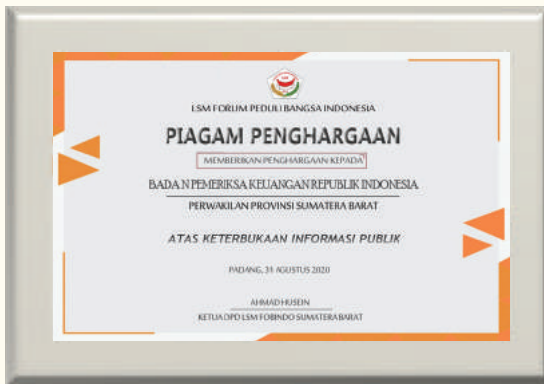 LSM FORUM PEDULI BANGSA INDONESIA
PIAGAM PENGHARGAAN
MEMBERIKAN PENGHARGAAN KEPADA
BADAN PEMERIKSA KEUANGAN REPUBLIK INDONESIA
PERWAKILAN PROVINSI SUMATERA BARAT
ATAS KETERBUKAAN INFORMASI PUBLIK
PADANG, 31 AGUSTUS 2020
AHMAD HUSEIN
KETUA DPD LSM FOBINDO SUMATERA BARAT